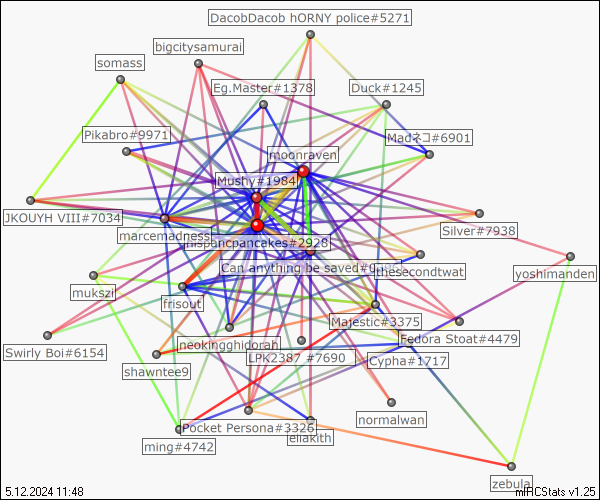 DacobDacob hORNY police#5271
bigcitysamurai
somass
Eg.Master#1378
Duck#1245
Pikabro#9971
Madネコ#6901
moonraven
Mushy#1984
JKOUYH VIII#7034
Silver#7938
marcemadness
mspancpancakes#2928
Can anything be saved#0
thesecondtwat
yoshimanden
mukszi
frisout
Majestic#3375
neokingghidorah
Fedora Stoat#4479
Swirly Boi#6154
LPK2387 #7690
Cypha#1717
shawntee9
normalwan
Pocket Persona#3326
eliakith
ming#4742
zebula
5.12.2024 11:48
mIRCStats v1.25